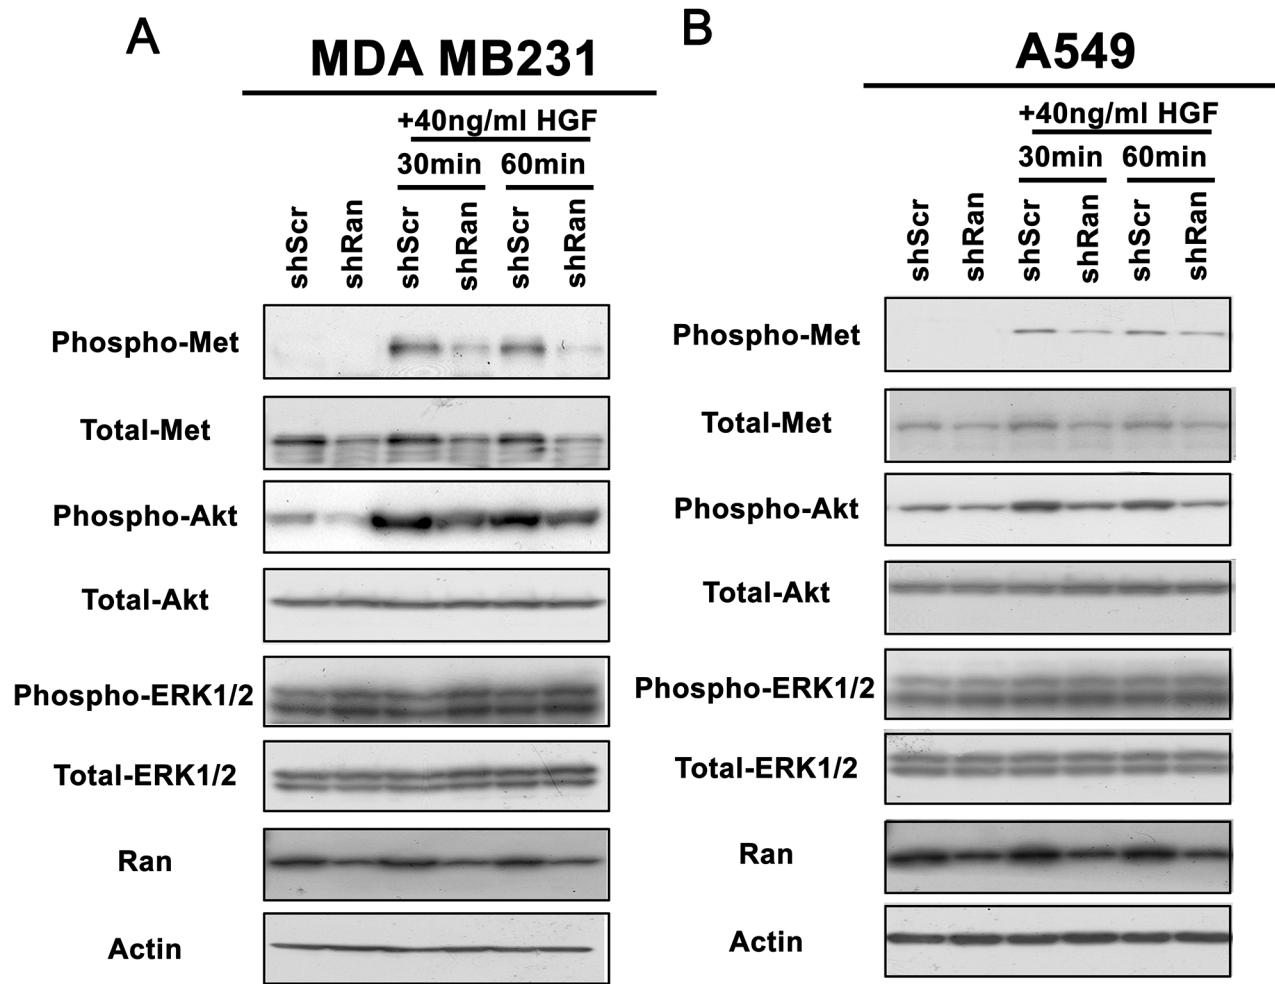 A
MDA MB231
+40ng/ml HGF
30min 60min
shScr shRan shScr shRan shScr shRan
Phospho-Met
Total-Met
Phospho-Akt
Total-Akt
Phospho-ERK1/2
Total-ERK1/2
Ran
Actin
B
A549
+40ng/ml HGF
30min 60min
shScr shRan shScr shRan shScr shRan
Phospho-Met
Total-Met
Phospho-Akt
Total-Akt
Phospho-ERK1/2
Total-ERK1/2
Ran
Actin